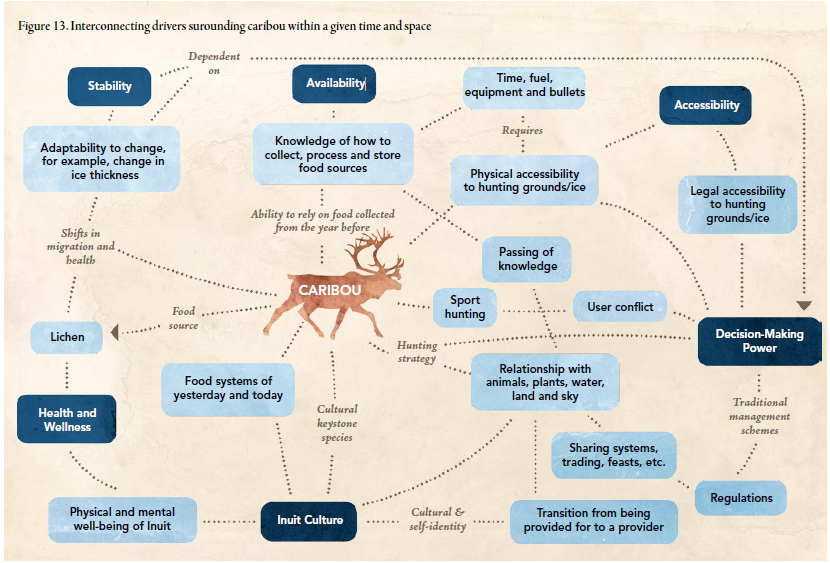 Figure 13. Interconnecting drivers surounding caribou within a given time and space
Dependent
on
Stability
Availability
Time, fuel,
equipment and bullets
Accessibility
Adaptability to change,
for example, change in
ice thickness
Knowledge of how to
collect, process and store
food sources
Requires
Physical accessibility
to hunting grounds/ice
Legal accessibility
to hunting
grounds/ice
Shifts in
migration and
health
Ability to rely on food collected
from the year before
Passing of
knowledge
CARIBOU
Sport
hunting
User conflict
Food
source
Lichen
Hunting
strategy
Decision-Making
Power
Food systems of
yesterday and today
Relationship with
animals, plants, water,
land and sky
Health and
Wellness
Cultural
keystone
species
Traditional
management
schemes
Sharing systems,
trading, feasts, etc.
Regulations
Physical and mental
well-being of Inuit
Inuit Culture
Cultural &
self-identity
Transition from being
provided for to a provider